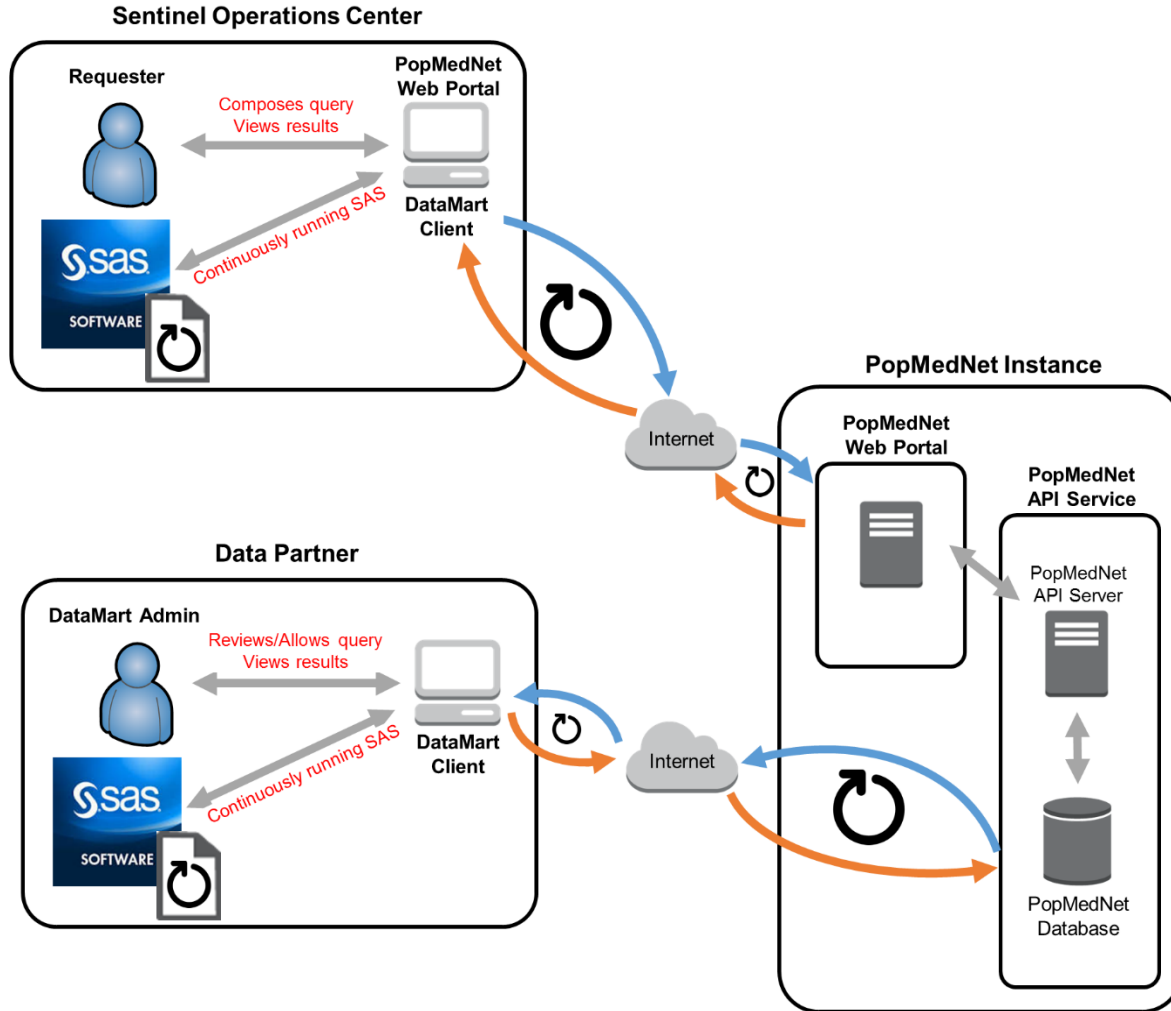 Sentinel Operations Center
Requester
PopMedNet
Web Portal
Composes query
Views results
DataMart
Client
Continuously running SAS
sas
SOFTWARE
Internet
PopMedNet Instance
PopMedNet
Web Portal
PopMedNet
API Service
PopMedNet
API Server
PopMedNet
Database
Data Partner
DataMart Admin
Reviews/Allows query
Views results
DataMart
Client
Continuously running SAS
sas
SOFTWARE
Internet